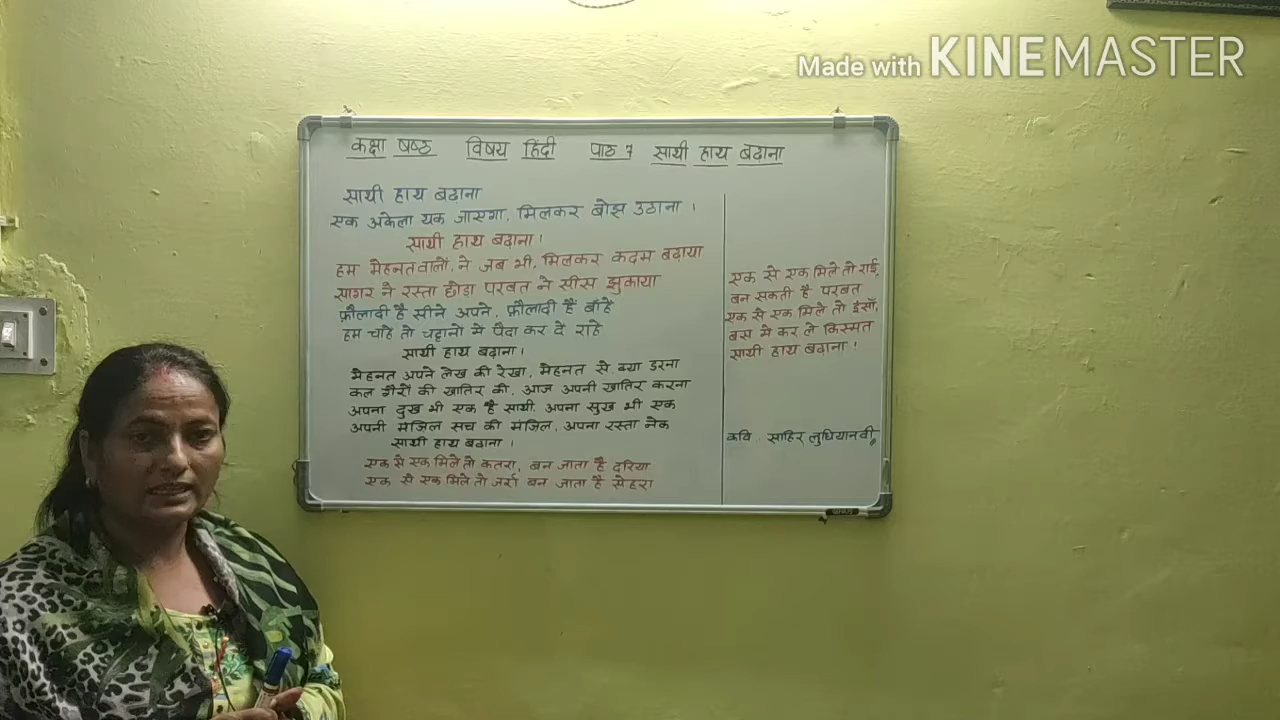 Made with KINEMASTER
कक्षा षष्ठ विषय हिंदी पाठ 7 साथी हाथ बढ़ाना
साथी हाथ बढ़ाना
एक अकेला थक जाएगा, मिलकर बोझ उठाना ।
साथी हाथ बढ़ाना ।
हम मेहनतवालों ने जब भी, मिलकर कदम बढ़ाया
सागर ने रस्ता छोड़ा परबत ने सीस झुकाया
फ़ौलादी है सीने अपने, फ़ौलादी हैं बाँहें
हम चाहे तो चट्टानों में पैदा कर दे राहे
साथी हाथ बढ़ाना ।
मेहनत अपने लेख की रेखा, मेहनत से क्या डरना
कल गैरों की खातिर की, आज अपनी खातिर करना
अपना दुख भी एक है साथी, अपना सुख भी एक
अपनी मंजिल सच की मंजिल, अपना रस्ता नेक
साथी हाथ बढ़ाना ।
एक से एक मिले तो कतरा, बन जाता है दरिया
एक से एक मिले तो जर्रा बन जाता है सेहरा
एक से एक मिले तो राई,
बन सकती है परबत
एक से एक मिले तो इंसाँ,
बस में कर ले किस्मत
साथी हाथ बढ़ाना ।
कवि - साहिर लुधियानवी